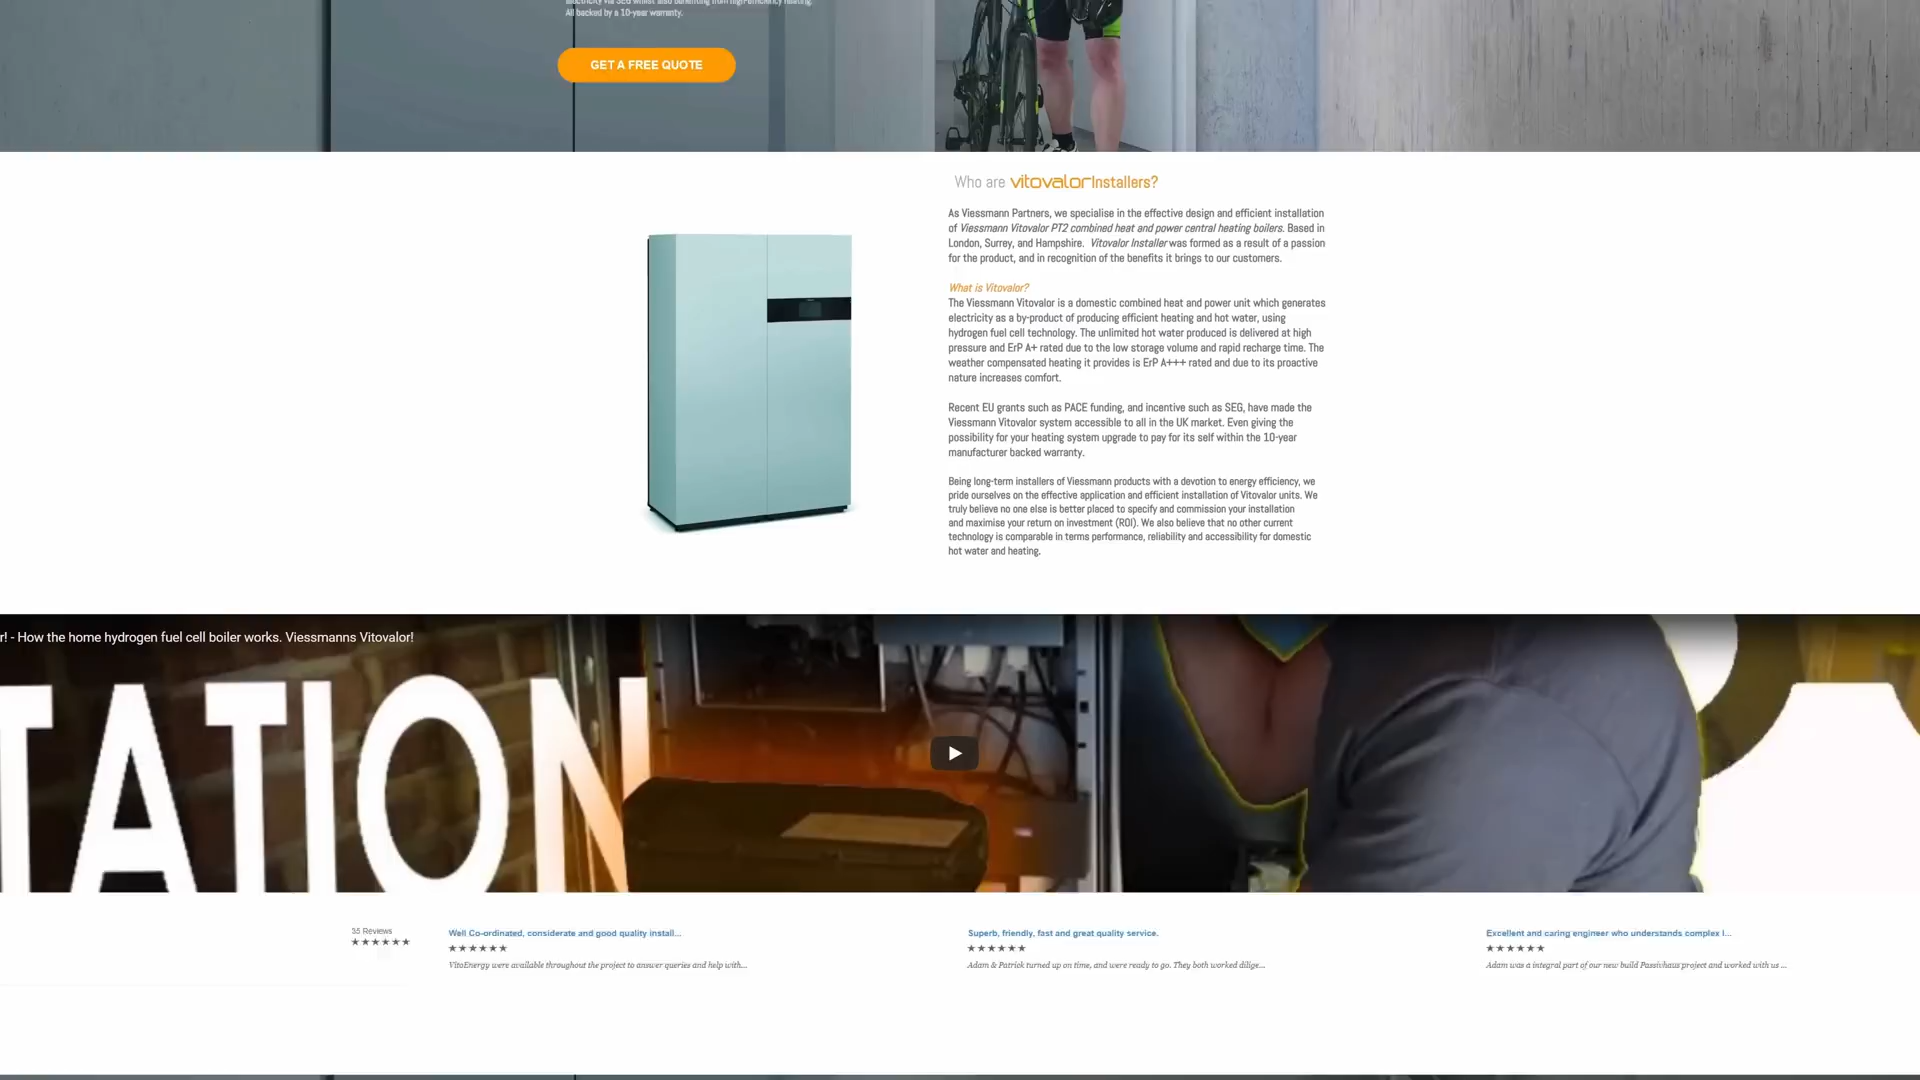 electricity via SEG whilst also benefiting from high-efficiency heating.
All backed by a 10-year warranty.
GET A FREE QUOTE
Who are vitovalorInstallers?
As Viessmann Partners, we specialise in the effective design and efficient installation
of Viessmann Vitovalor PT2 combined heat and power central heating boilers. Based in
London, Surrey, and Hampshire. Vitovalor Installer was formed as a result of a passion
for the product, and in recognition of the benefits it brings to our customers.
What is Vitovalor?
The Viessmann Vitovalor is a domestic combined heat and power unit which generates
electricity as a by-product of producing efficient heating and hot water, using
hydrogen fuel cell technology. The unlimited hot water produced is delivered at high
pressure and ErP A+ rated due to the low storage volume and rapid recharge time. The
weather compensated heating it provides is ErP A+++ rated and due to its proactive
nature increases comfort.
Recent EU grants such as PACE funding, and incentive such as SEG, have made the
Viessmann Vitovalor system accessible to all in the UK market. Even giving the
possibility for your heating system upgrade to pay for its self within the 10-year
manufacturer backed warranty.
Being long-term installers of Viessmann products with a devotion to energy efficiency, we
pride ourselves on the effective application and efficient installation of Vitovalor units. We
truly believe no one else is better placed to specify and commission your installation
and maximise your return on investment (ROI). We also believe that no other current
technology is comparable in terms performance, reliability and accessibility for domestic
hot water and heating.
r! - How the home hydrogen fuel cell boiler works. Viessmanns Vitovalor!
TATION
35 Reviews
Well Co-ordinated, considerate and good quality install...
VitoEnergy were available throughout the project to answer queries and help with...
Superb, friendly, fast and great quality service.
Adam & Patrick turned up on time, and were ready to go. They both worked dilige...
Excellent and caring engineer who understands complex i...
Adam was a integral part of our new build Passivhaus project and worked with us ...